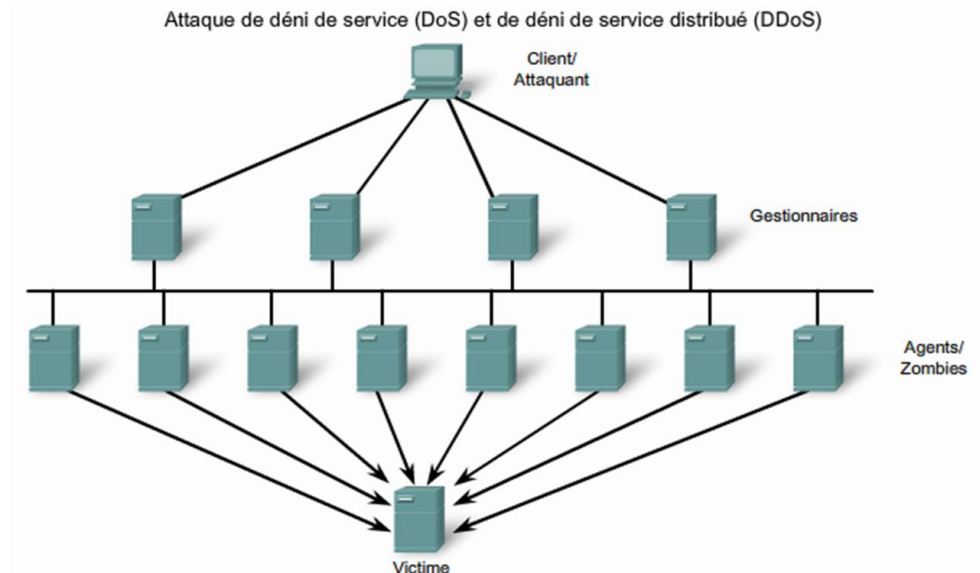 Attaque de déni de service (DoS) et de déni de service distribué (DDoS)
Client/
Attaquant
Gestionnaires
Agents/
Zombies
Victime